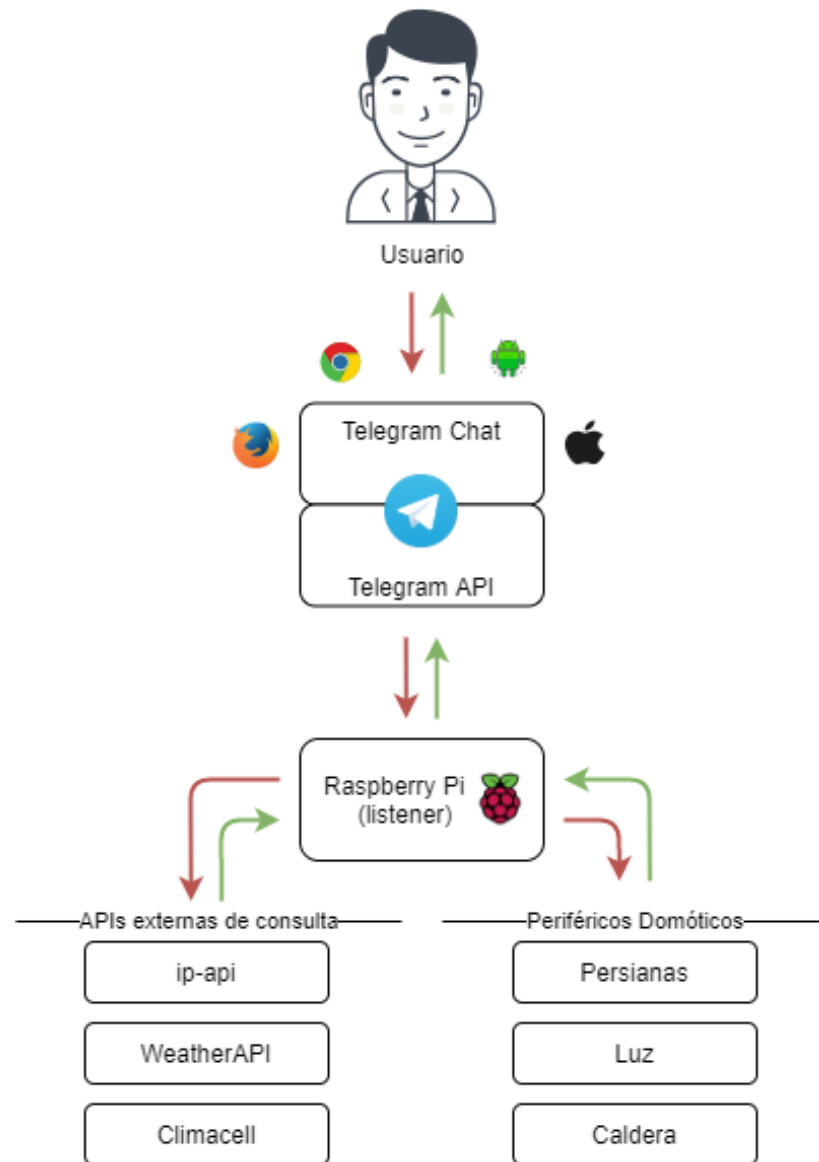 Usuario
Telegram Chat
Telegram API
Raspberry Pi
(listener)
APIs externas de consulta
Periféricos Domóticos
ip-api
Persianas
WeatherAPI
Luz
Climacell
Caldera